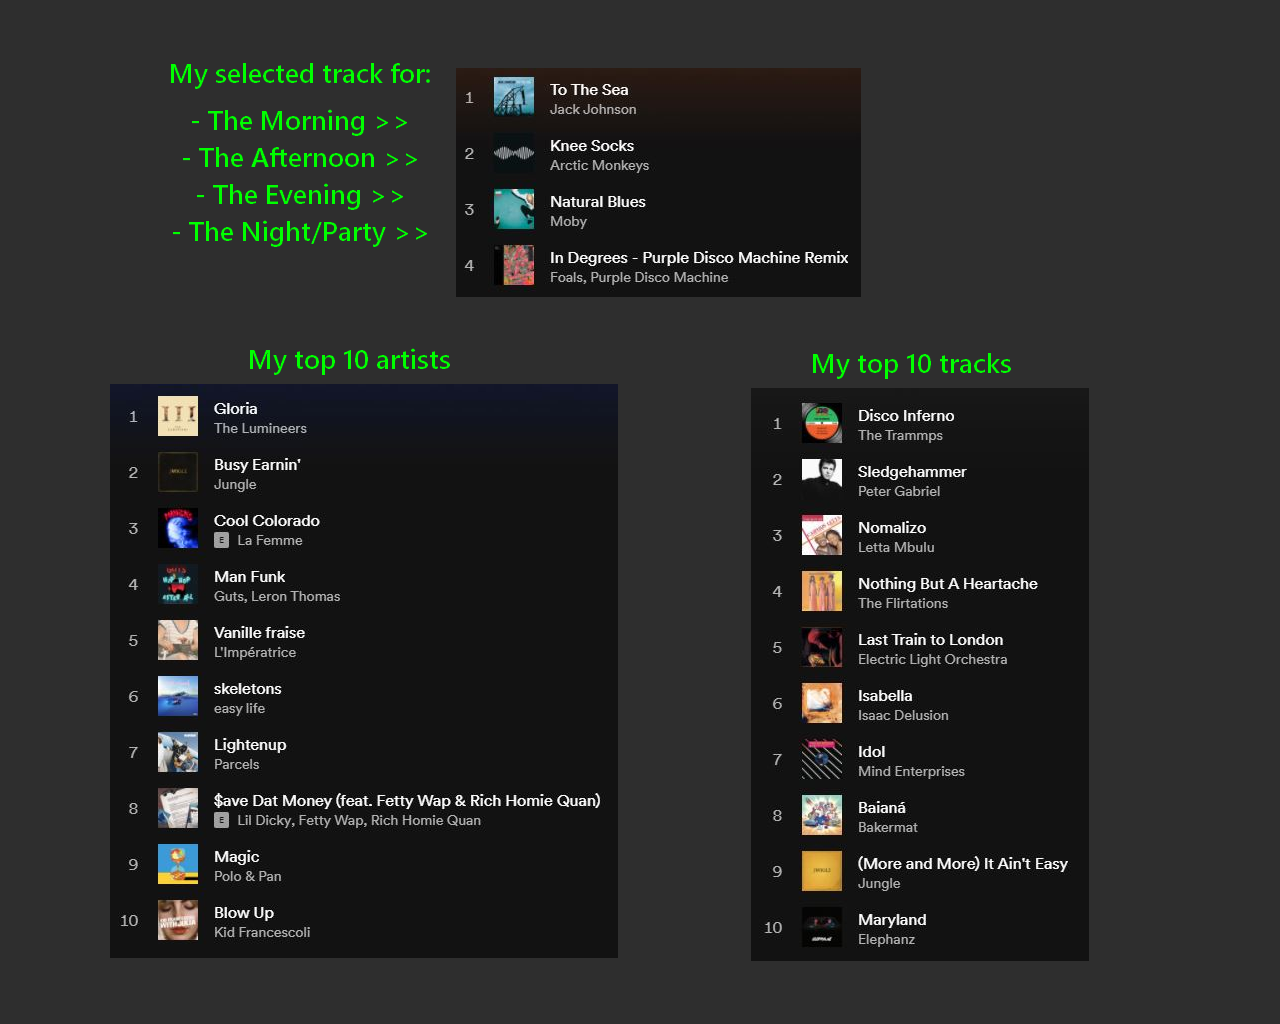 My selected track for:
- The Morning >>
- The Afternoon >>
- The Evening >>
- The Night/Party >>
1
To The Sea
Jack Johnson
2
Knee Socks
Arctic Monkeys
3
Natural Blues
Moby
4
In Degrees - Purple Disco Machine Remix
Foals, Purple Disco Machine
My top 10 artists
1
Gloria
The Lumineers
2
Busy Earnin'
Jungle
3
Cool Colorado
E La Femme
4
Man Funk
Guts, Leron Thomas
5
Vanille fraise
L'Impératrice
6
skeletons
easy life
7
Lightenup
Parcels
8
$ave Dat Money (feat. Fetty Wap & Rich Homie Quan)
E Lil Dicky, Fetty Wap, Rich Homie Quan
9
Magic
Polo & Pan
10
Blow Up
Kid Francescoli
My top 10 tracks
1
Disco Inferno
The Trammps
2
Sledgehammer
Peter Gabriel
3
Nomalizo
Letta Mbulu
4
Nothing But A Heartache
The Flirtations
5
Last Train to London
Electric Light Orchestra
6
Isabella
Isaac Delusion
7
Idol
Mind Enterprises
8
Baianá
Bakermat
9
(More and More) It Ain't Easy
Jungle
10
Maryland
Elephanz